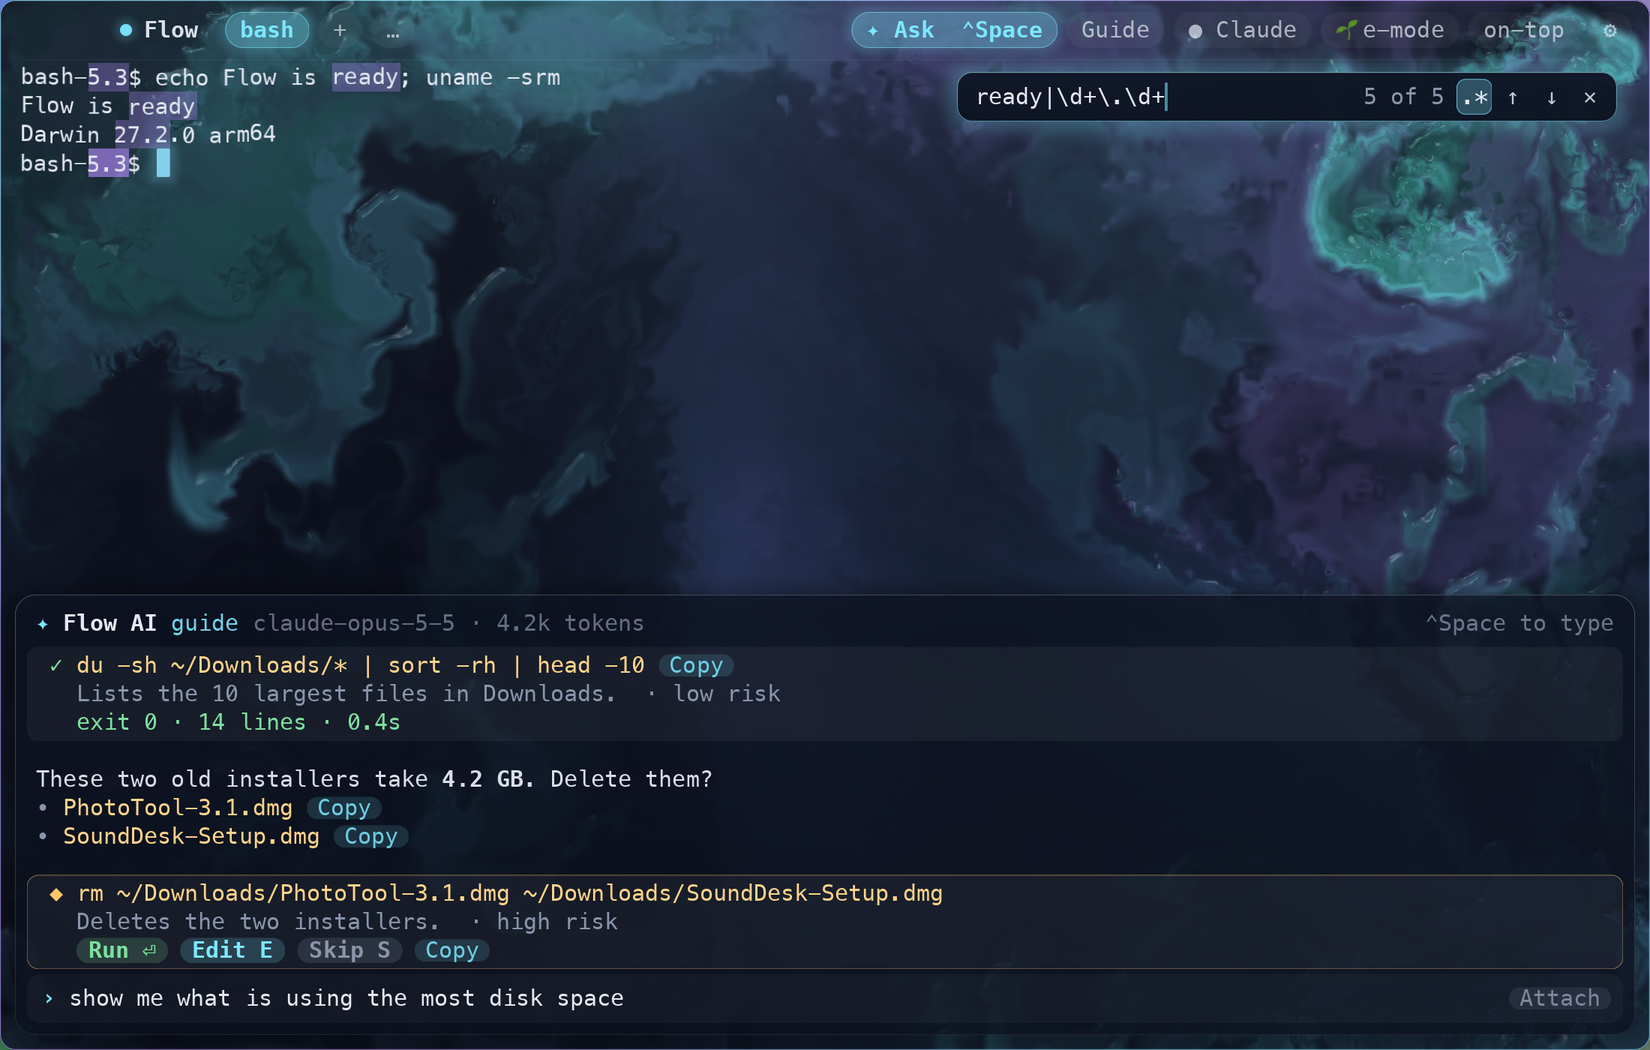 ● Flow bash + … ✦ Ask ^Space Guide ● Claude 🌱 e-mode on-top ⚙
ready|\d+\.\d+ 5 of 5 .* ↑ ↓ ×
bash-5.3$ echo Flow is ready; uname -srm
Flow is ready
Darwin 27.2.0 arm64
bash-5.3$
✦ Flow AI guide claude-opus-5-5 · 4.2k tokens ^Space to type
✓ du -sh ~/Downloads/* | sort -rh | head -10 Copy
Lists the 10 largest files in Downloads. · low risk
exit 0 · 14 lines · 0.4s
These two old installers take 4.2 GB. Delete them?
• PhotoTool-3.1.dmg Copy
• SoundDesk-Setup.dmg Copy
◆ rm ~/Downloads/PhotoTool-3.1.dmg ~/Downloads/SoundDesk-Setup.dmg
Deletes the two installers. · high risk
Run ⏎ Edit E Skip S Copy
› show me what is using the most disk space Attach